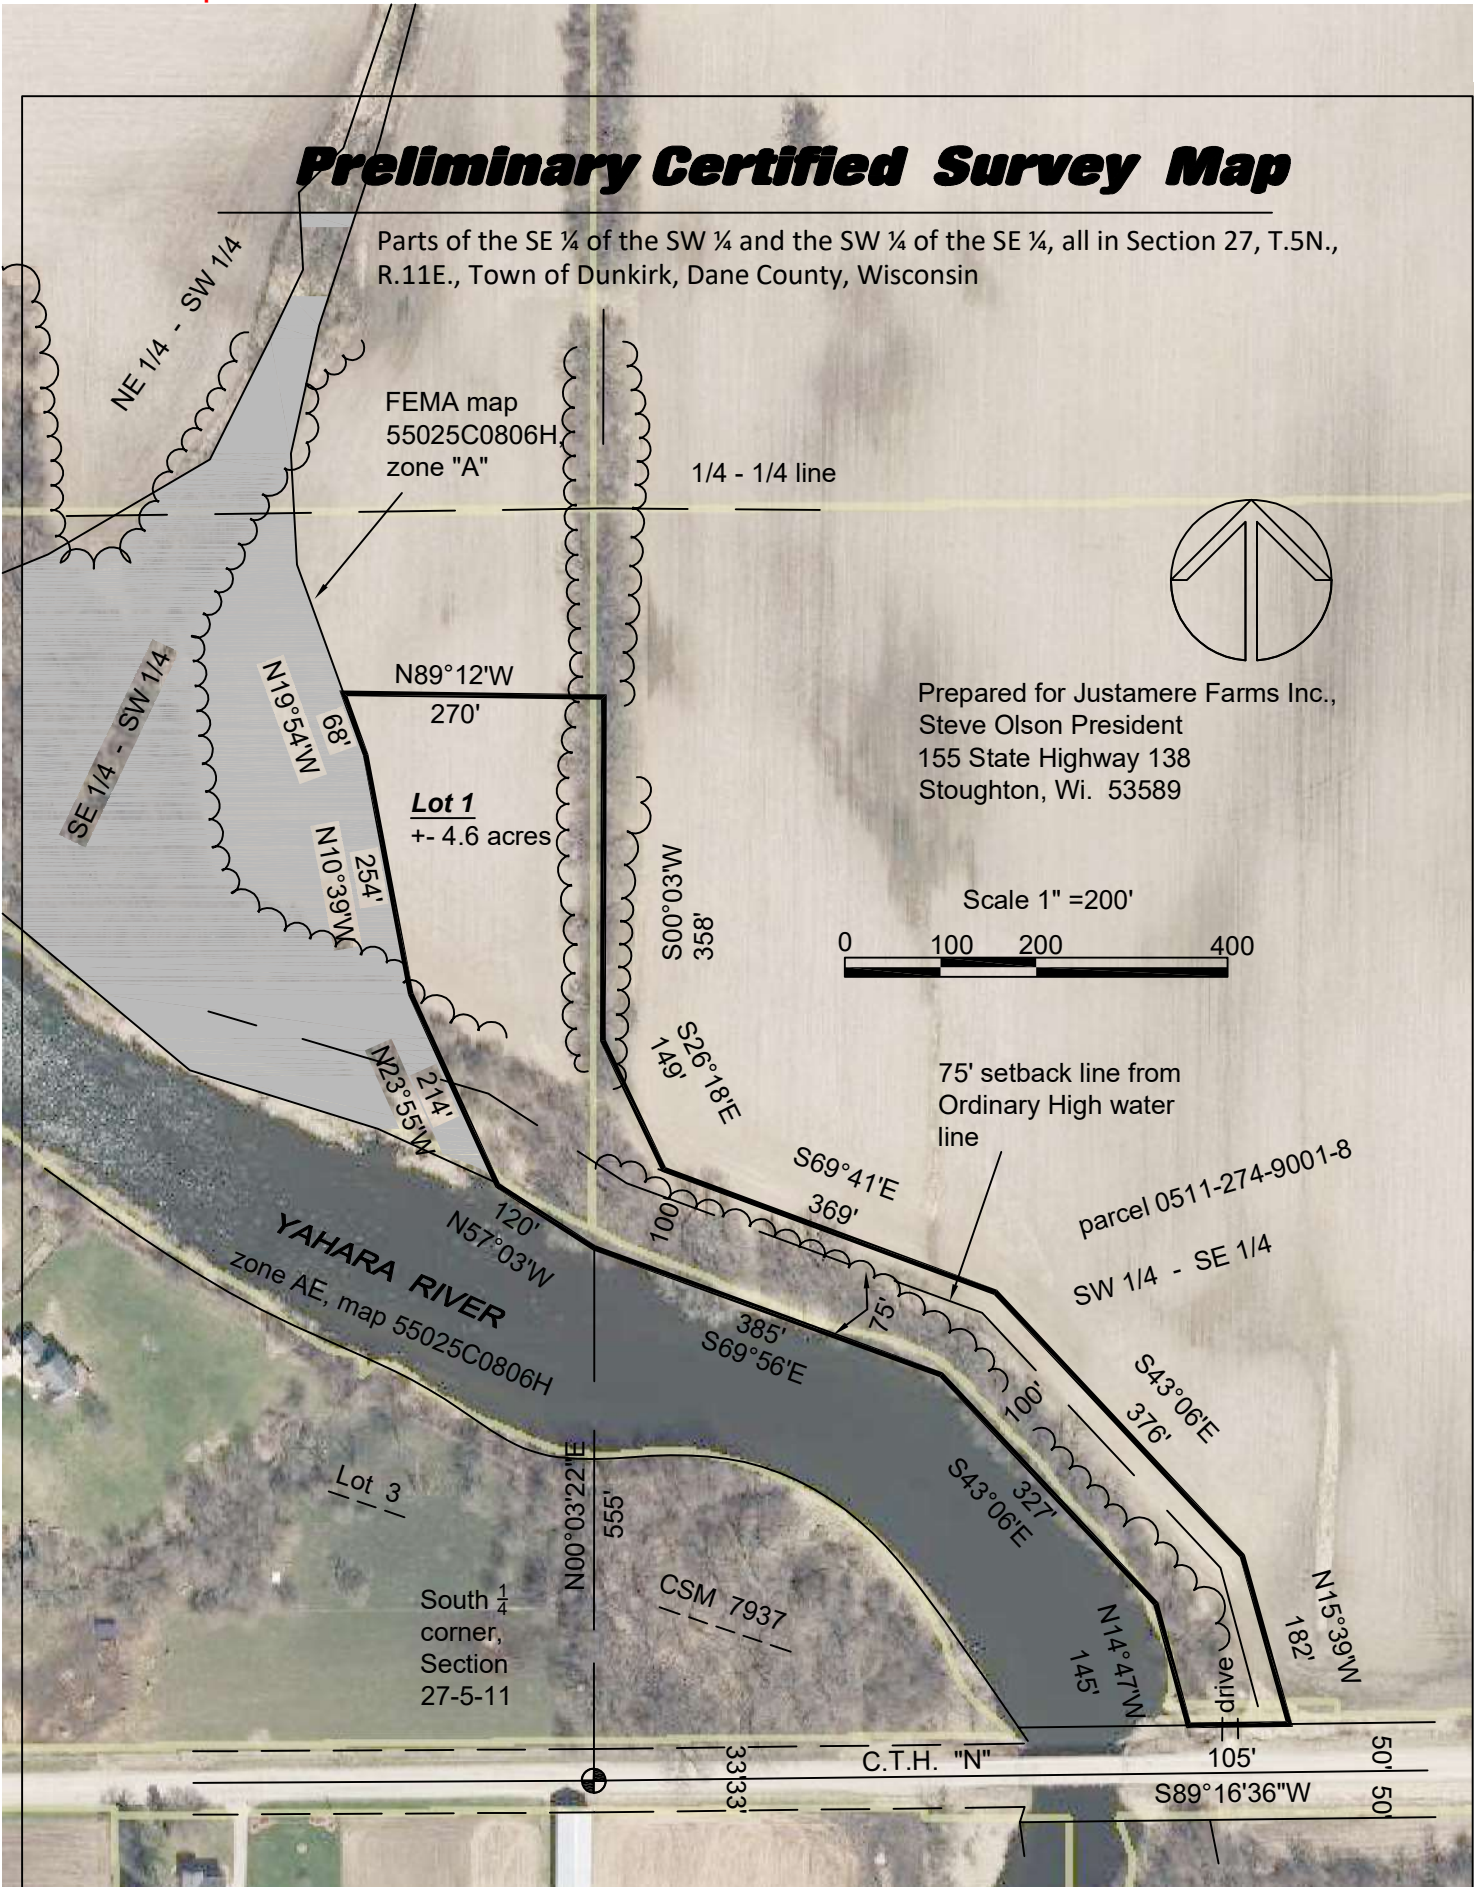 Preliminary Certified Survey Map
Parts of the SE ¼ of the SW ¼ and the SW ¼ of the SE ¼, all in Section 27, T.5N.,
R.11E., Town of Dunkirk, Dane County, Wisconsin
NE 1/4 - SW 1/4
FEMA map
55025C0806H,
zone "A"
1/4 - 1/4 line
SE 1/4 - SW 1/4
N89°12'W
270'
N19°54'W
68'
Prepared for Justamere Farms Inc.,
Steve Olson President
155 State Highway 138
Stoughton, Wi. 53589
Lot 1
+- 4.6 acres
N10°39'W
254'
S00°03'W
358'
Scale 1" =200'
0 100 200 400
S26°18'E
149'
N23°55'W
214'
75' setback line from
Ordinary High water
line
S69°41'E
369'
parcel 0511-274-9001-8
SW 1/4 - SE 1/4
100'
120'
N57°03'W
YAHARA RIVER
zone AE, map 55025C0806H
75'
385'
S69°56'E
100'
S43°06'E
376'
327'
S43°06'E
Lot 3
N00°03'22"E
555'
CSM 7937
South 1/4
corner,
Section
27-5-11
N14°47'W
145'
N15°39'W
182'
drive
33'
33'
C.T.H. "N"
105'
S89°16'36"W
50'
50'